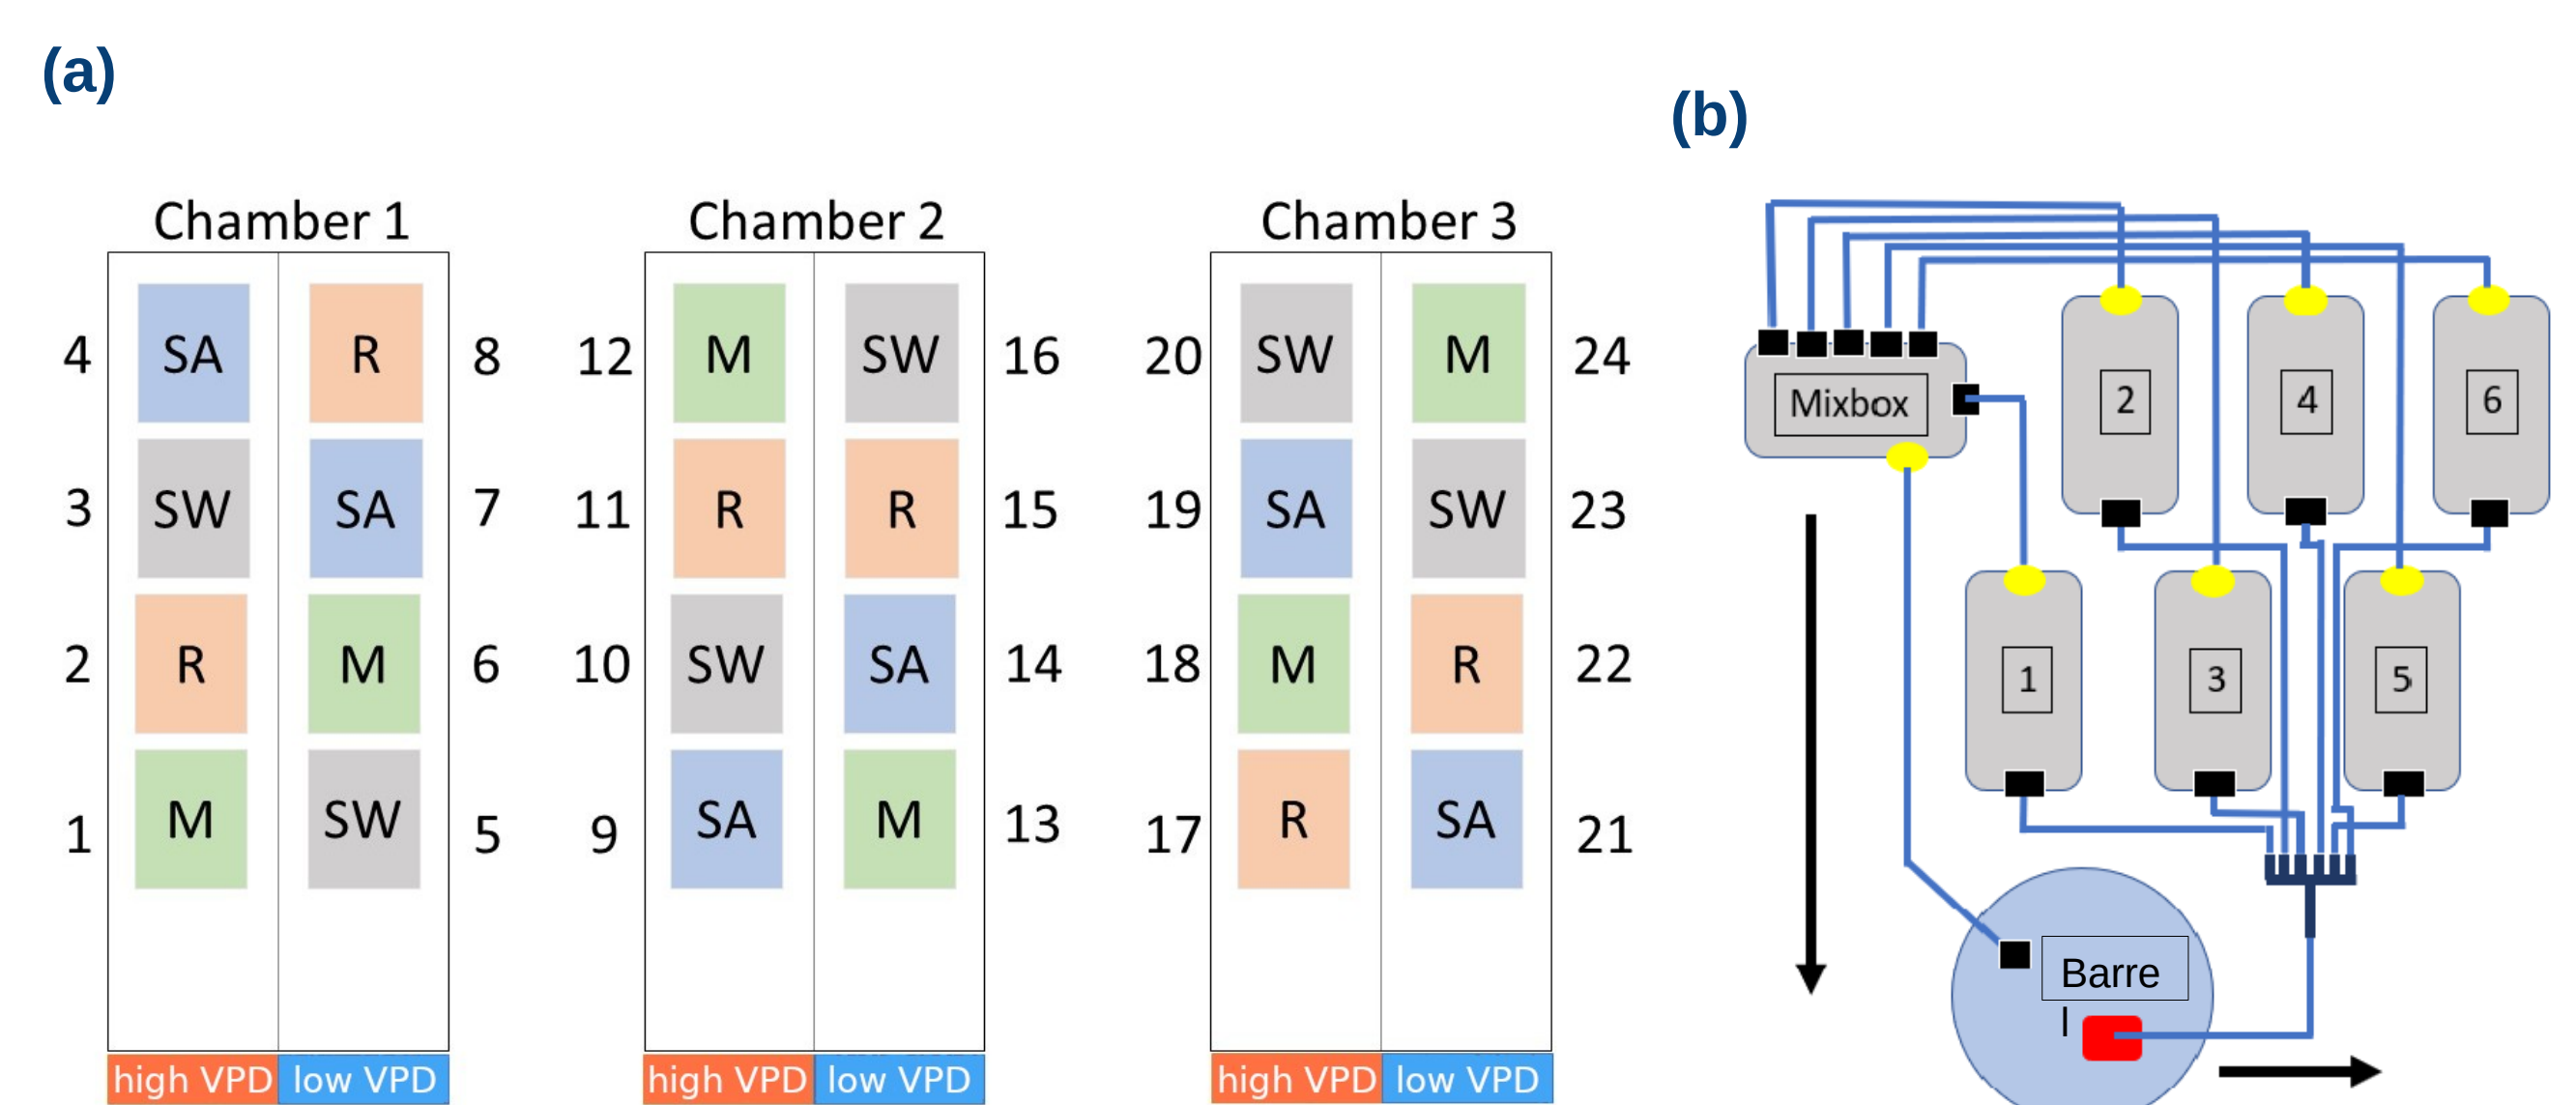 (a)
(b)
Chamber 1
Chamber 2
Chamber 3
4 SA R 8
12 M SW 16
20 SW M 24
3 SW SA 7
11 R R 15
19 SA SW 23
2 R M 6
10 SW SA 14
18 M R 22
1 M SW 5
9 SA M 13
17 R SA 21
high VPD low VPD
high VPD low VPD
high VPD low VPD
Mixbox
2 4 6
1 3 5
Barre
l